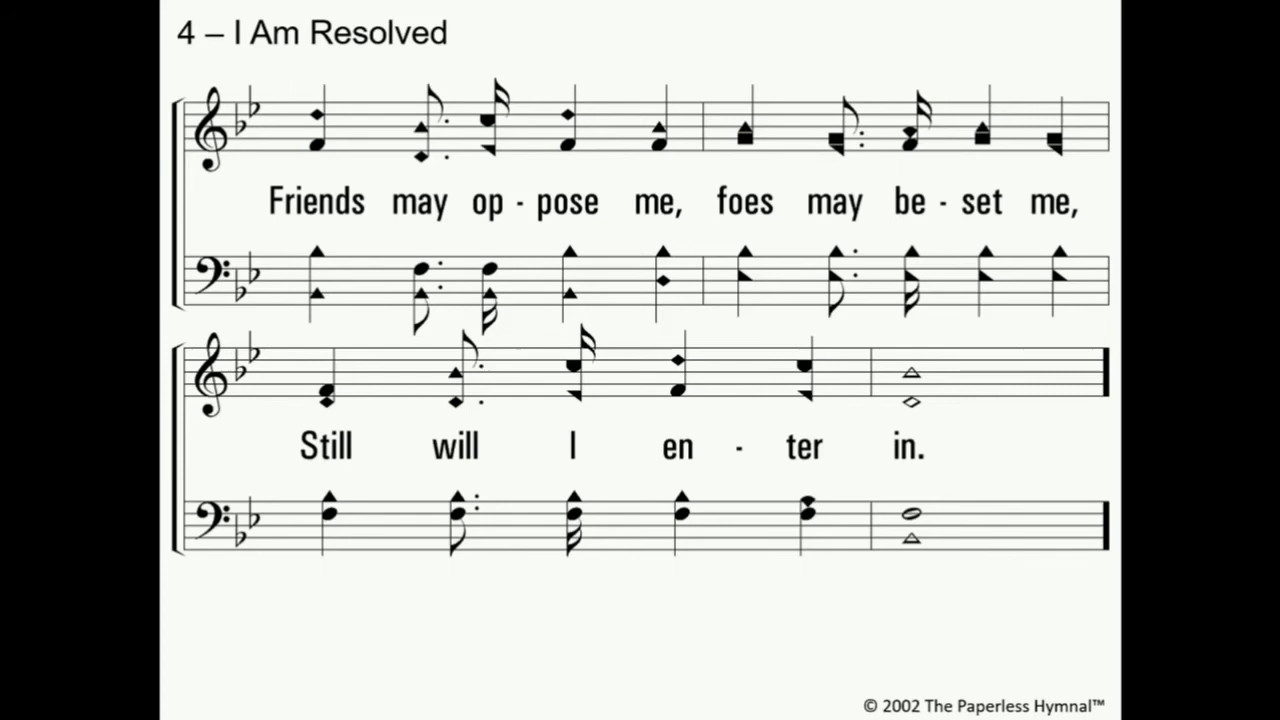 4 – I Am Resolved
Friends may op - pose me, foes may be - set me,
Still will I en - ter in.
© 2002 The Paperless Hymnal™